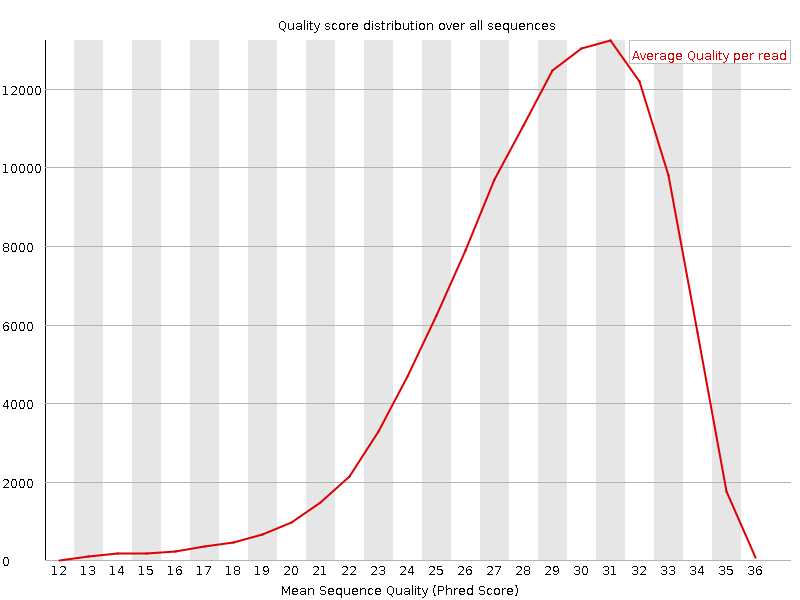 Quality score distribution over all sequences
Average Quality per read
12000
10000
8000
6000
4000
2000
0
12 13 14 15 16 17 18 19 20 21 22 23 24 25 26 27 28 29 30 31 32 33 34 35 36
Mean Sequence Quality (Phred Score)